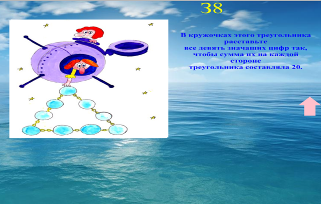 38
В кружочках этого треугольника
расставьте
все девять значащих цифр так,
чтобы сумма их на каждой
стороне
треугольника составляла 20.